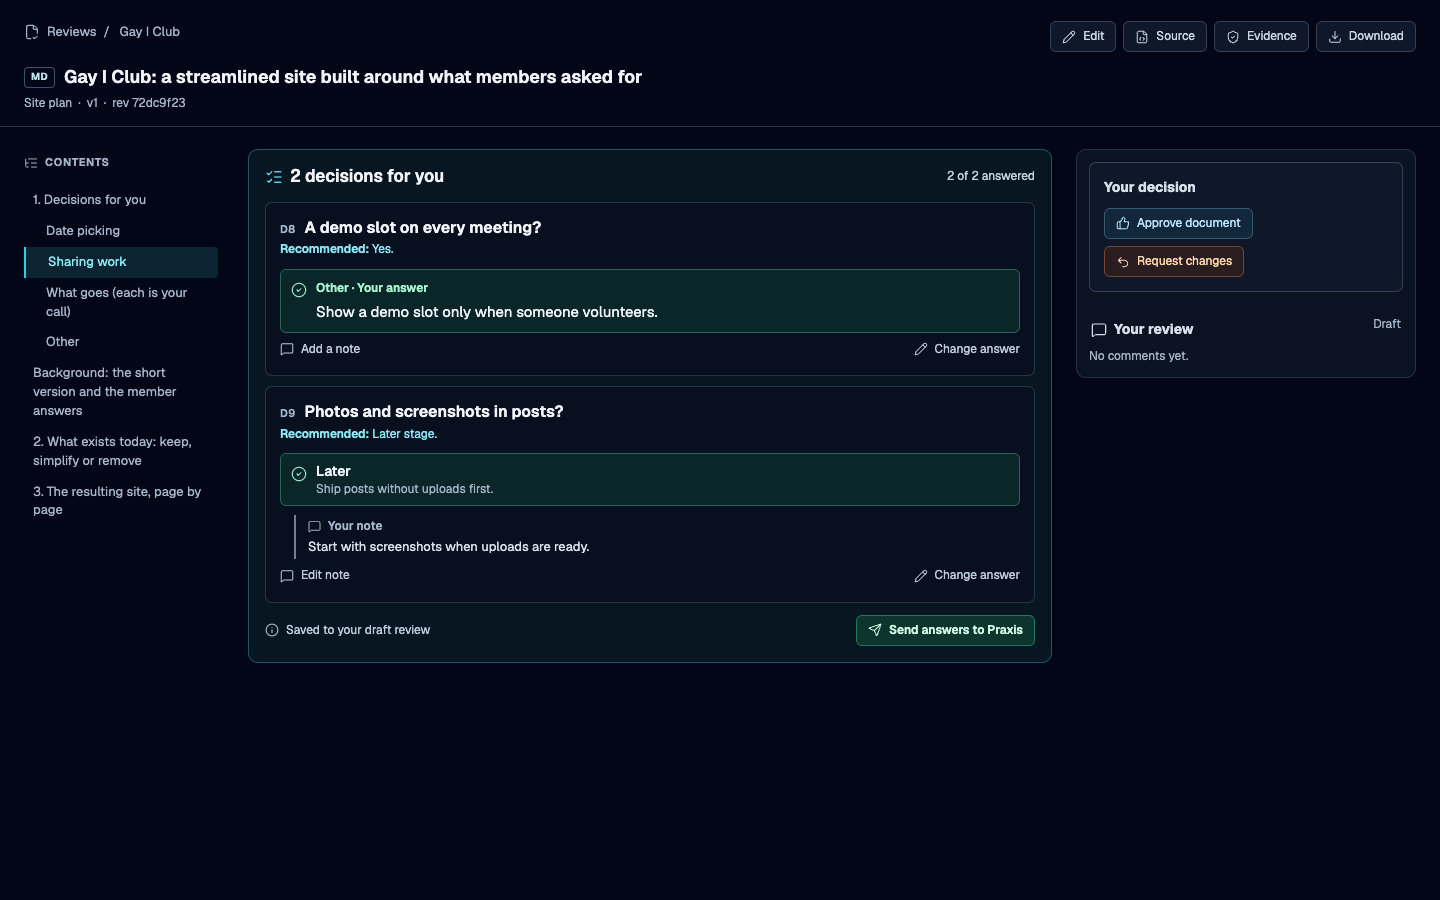 Reviews / Gay I Club
Edit
Source
Evidence
Download
MD Gay I Club: a streamlined site built around what members asked for
Site plan · v1 · rev 72dc9f23
CONTENTS
1. Decisions for you
Date picking
Sharing work
What goes (each is your
call)
Other
Background: the short
version and the member
answers
2. What exists today: keep,
simplify or remove
3. The resulting site, page by
page
2 decisions for you
2 of 2 answered
D8 A demo slot on every meeting?
Recommended: Yes.
Other · Your answer
Show a demo slot only when someone volunteers.
Add a note
Change answer
D9 Photos and screenshots in posts?
Recommended: Later stage.
Later
Ship posts without uploads first.
Your note
Start with screenshots when uploads are ready.
Edit note
Change answer
Saved to your draft review
Send answers to Praxis
Your decision
Approve document
Request changes
Your review
Draft
No comments yet.